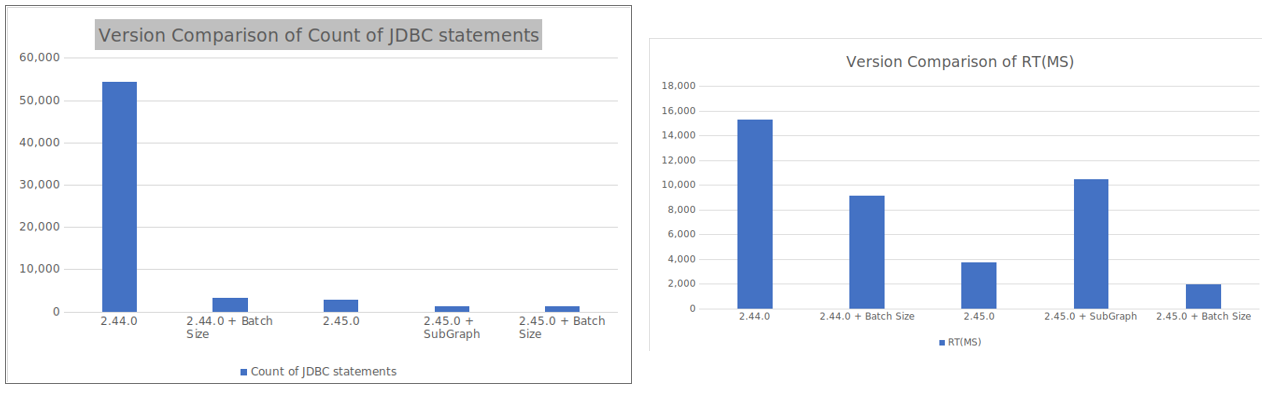 Version Comparison of Count of JDBC statements
60,000
50,000
40,000
30,000
20,000
10,000
0
2.44.0
2.44.0 + Batch
Size
2.45.0
2.45.0 +
SubGraph
2.45.0 + Batch
Size
Count of JDBC statements
Version Comparison of RT(MS)
18,000
16,000
14,000
12,000
10,000
8,000
6,000
4,000
2,000
0
2.44.0
2.44.0 + Batch Size
2.45.0
2.45.0 + SubGraph
2.45.0 + Batch Size
RT(MS)